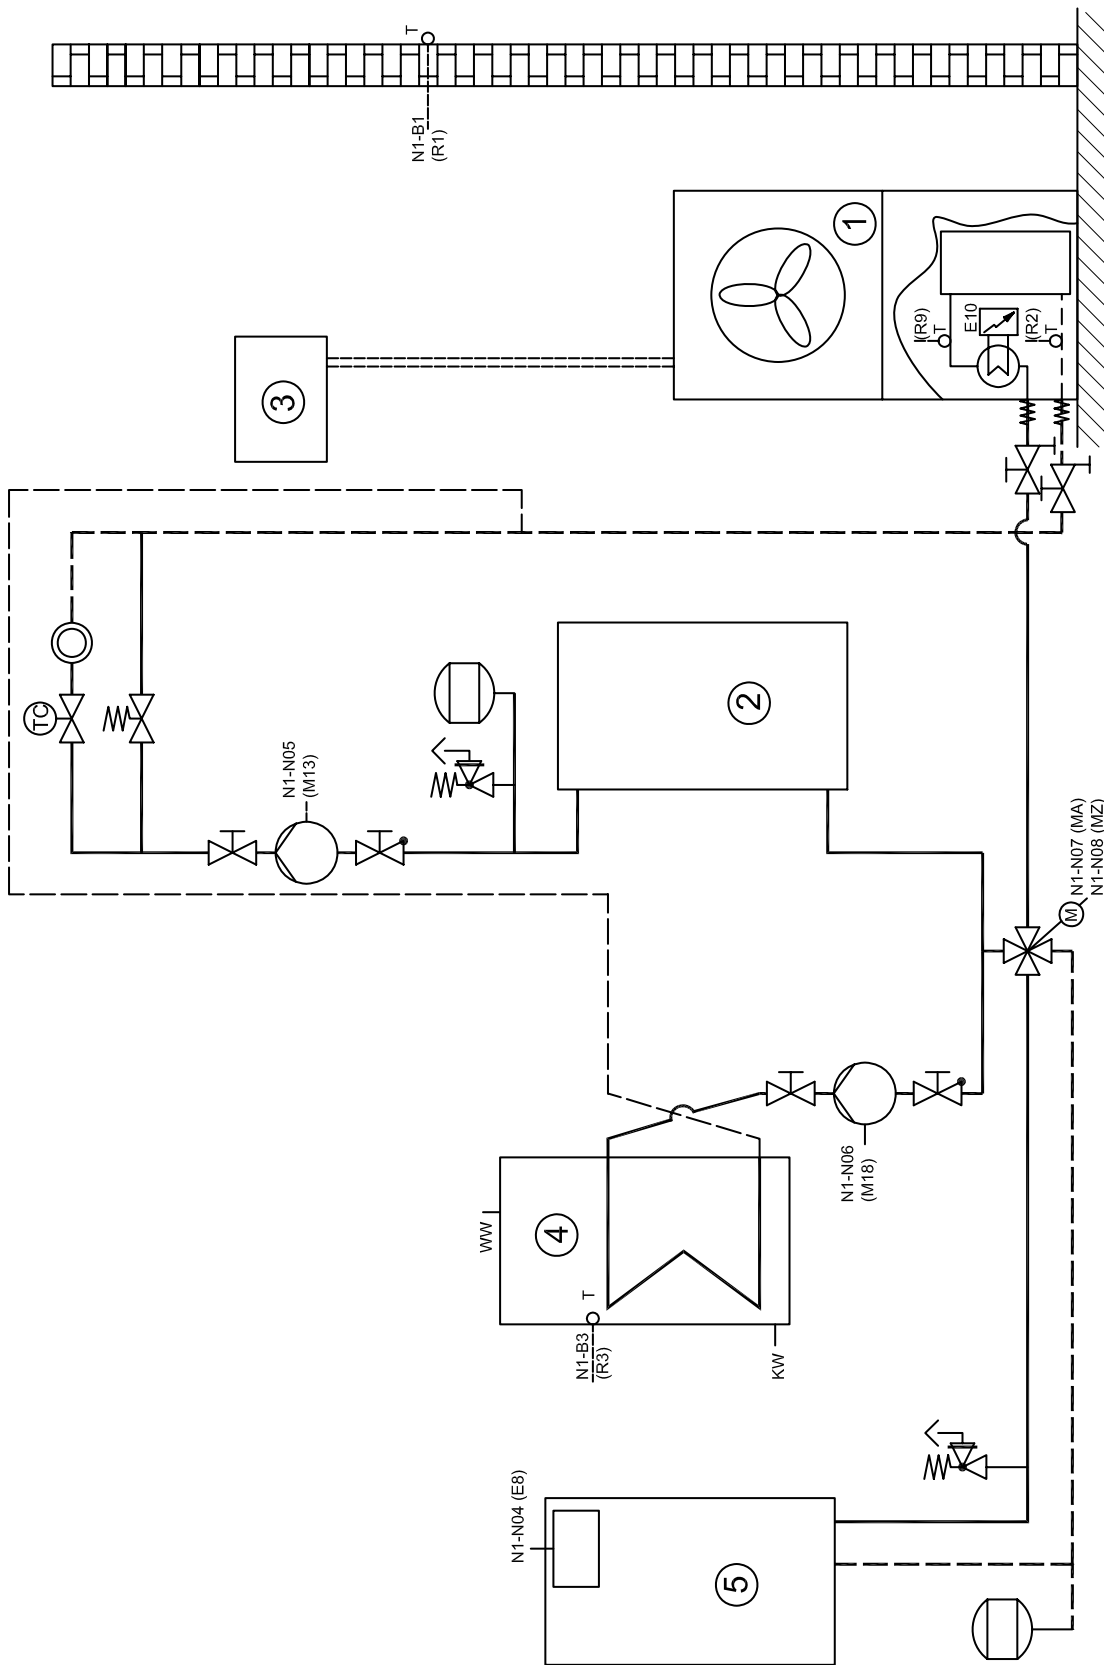 TC
N1-N05
(M13)
3
T
N1-B1
(R1)
WW
N1-N04 (E8)
4
N1-B3
(R3)
T
5
2
KW
N1-N06
(M18)
1
(R9)
T
E10
(R2)
T
M
N1-N07 (MA)
N1-N08 (MZ)